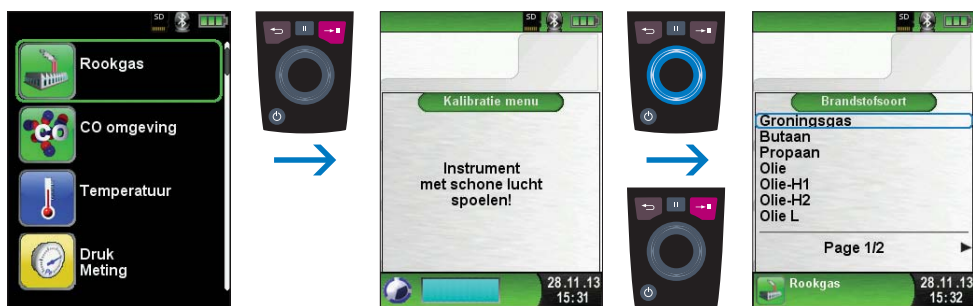 SD
Rookgas
CO
CO omgeving
Temperatuur
Druk
Meting
SD
Kalibratie menu
Instrument
met schone lucht
spoelen!
28.11.13
15:31
SD
Brandstofsoort
Groningsgas
Butaan
Propaan
Olie
Olie-H1
Olie-H2
Olie L
Page 1/2
Rookgas
28.11.13
15:32